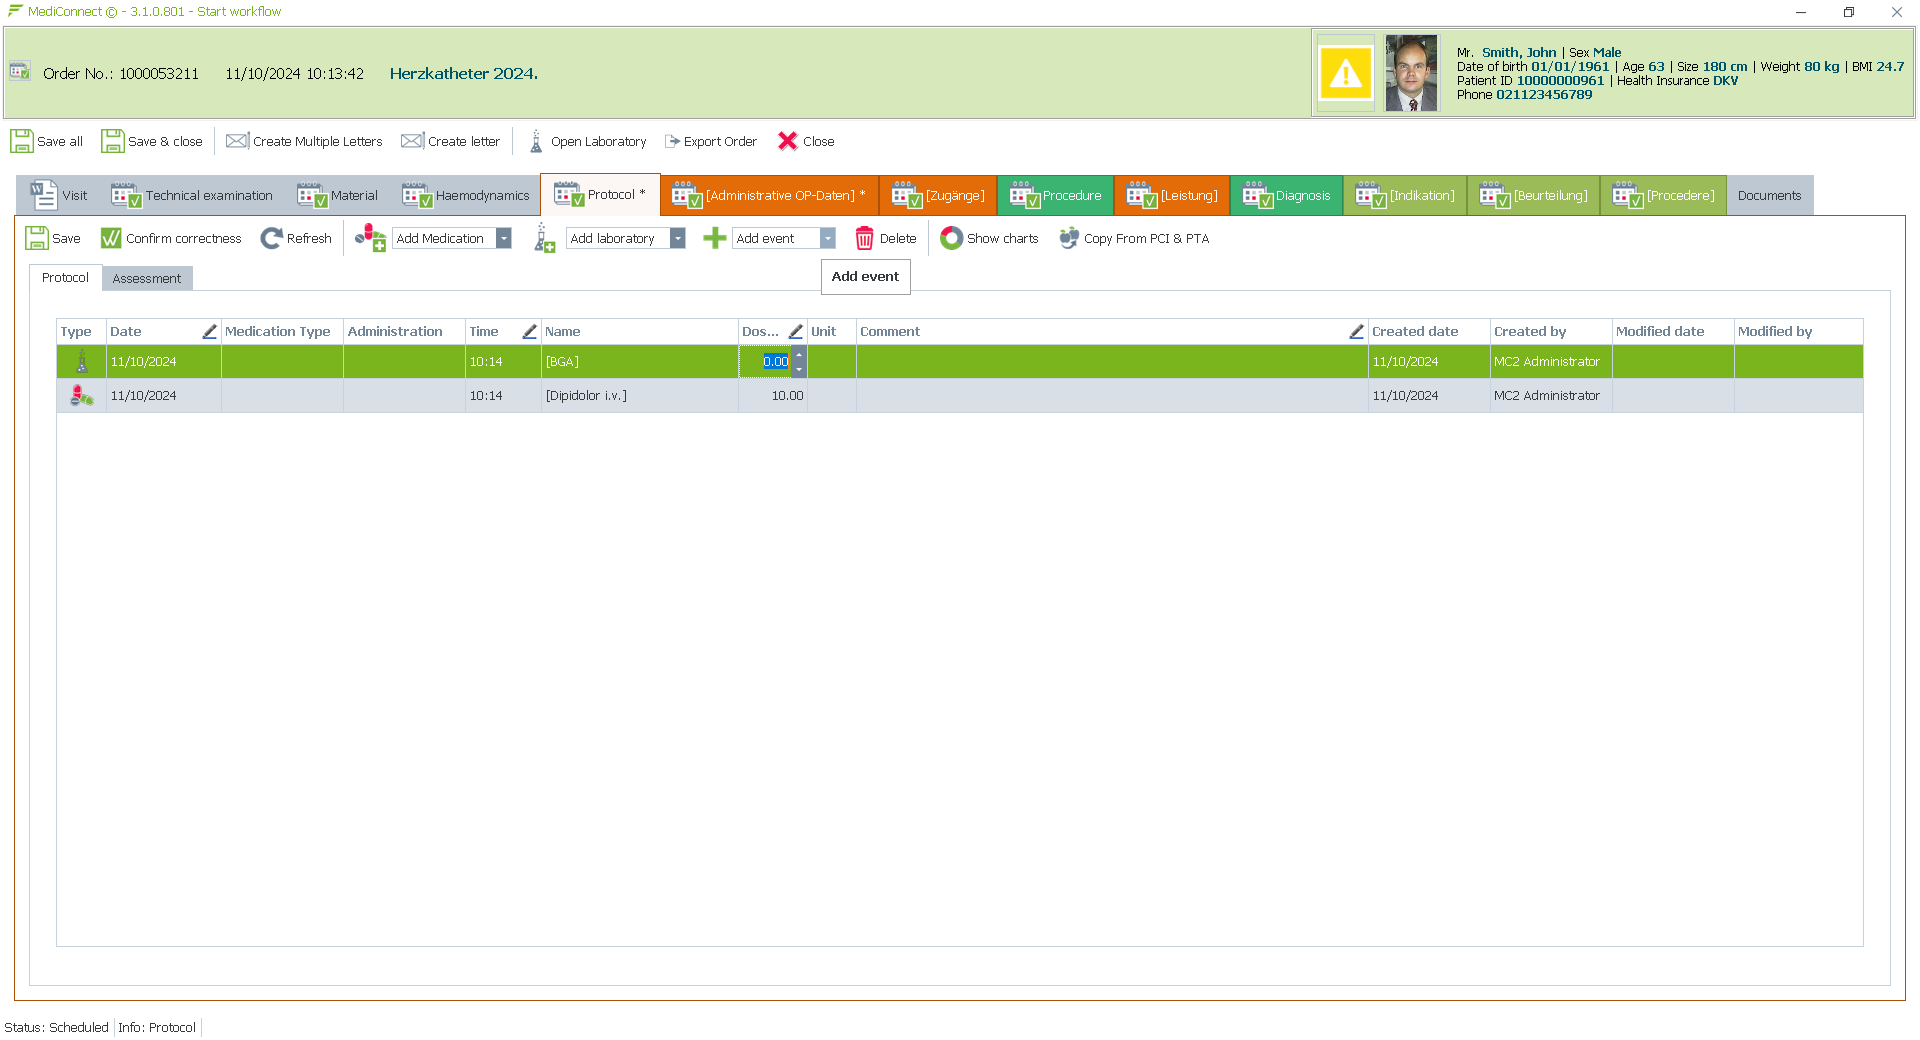 MediConnect © - 3.1.0.801 - Start workflow
Order No.: 1000053211 11/10/2024 10:13:42 Herzkatheter 2024.
Mr. Smith, John | Sex Male
Date of birth 01/01/1961 | Age 63 | Size 180 cm | Weight 80 kg | BMI 24.7
Patient ID 10000000961 | Health Insurance DKV
Phone 021123456789
Save all Save & close Create Multiple Letters Create letter Open Laboratory Export Order Close
Visit Technical examination Material Haemodynamics Protocol * [Administrative OP-Daten] * [Zugänge] Procedure [Leistung] Diagnosis [Indikation] [Beurteilung] [Procedere] Documents
Save Confirm correctness Refresh Add Medication Add laboratory Add event Delete Show charts Copy From PCI & PTA
Protocol Assessment
Add event
Type Date Medication Type Administration Time Name Dos... Unit Comment Created date Created by Modified date Modified by
11/10/2024 10:14 [BGA] 0.00 11/10/2024 MC2 Administrator
11/10/2024 10:14 [Dipidolor i.v.] 10.00 11/10/2024 MC2 Administrator
Status: Scheduled Info: Protocol